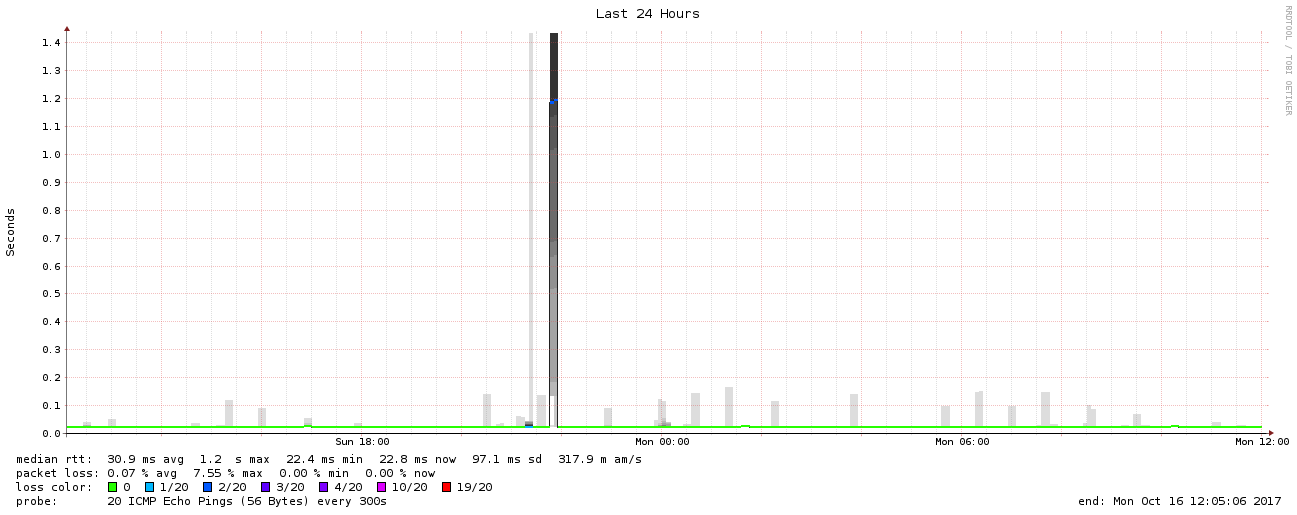 Last 24 Hours
RRDTOOL / TOBI OETIKER
Seconds
1.4
1.3
1.2
1.1
1.0
0.9
0.8
0.7
0.6
0.5
0.4
0.3
0.2
0.1
0.0
Sun 18:00 Mon 00:00 Mon 06:00 Mon 12:00
median rtt: 30.9 ms avg 1.2 s max 22.4 ms min 22.8 ms now 97.1 ms sd 317.9 m am/s
packet loss: 0.07 % avg 7.55 % max 0.00 % min 0.00 % now
loss color: 0 1/20 2/20 3/20 4/20 10/20 19/20
probe: 20 ICMP Echo Pings (56 Bytes) every 300s end: Mon Oct 16 12:05:06 2017